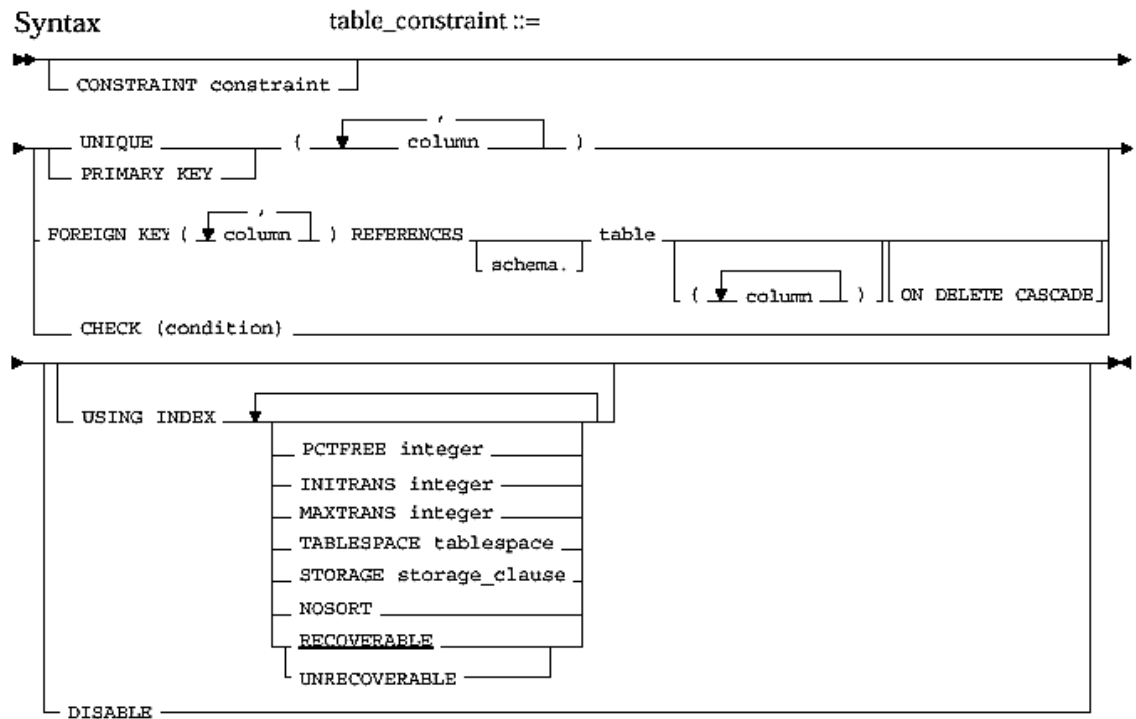 Syntax table_constraint ::=
CONSTRAINT constraint
,
UNIQUE ( column )
PRIMARY KEY
,
FOREIGN KEY ( column ) REFERENCES table
schema.
( column ) ON DELETE CASCADE
CHECK (condition)
USING INDEX
PCTFREE integer
INITRANS integer
MAXTRANS integer
TABLESPACE tablespace
STORAGE storage_clause
NOSORT
RECOVERABLE
UNRECOVERABLE
DISABLE